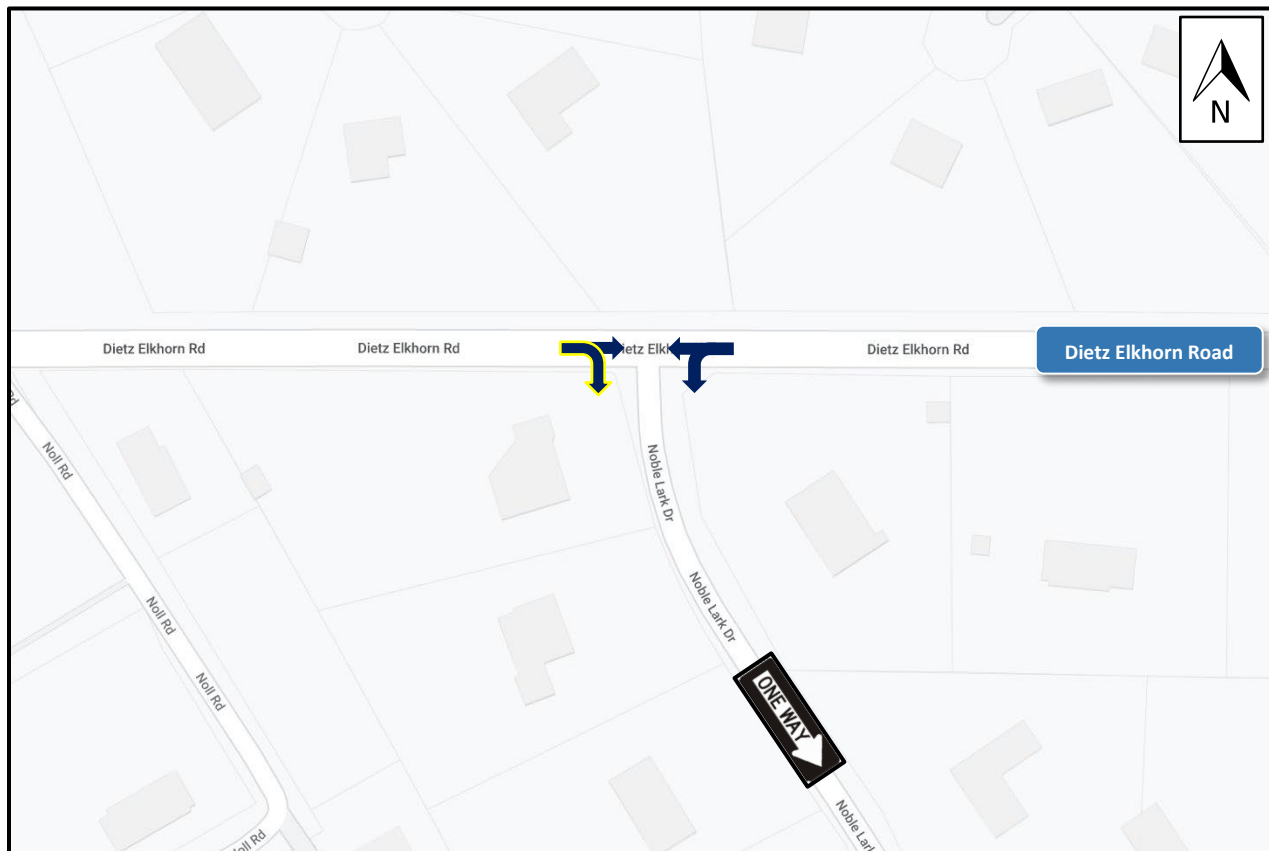 N
Dietz Elkhorn Rd
Dietz Elkhorn Rd
Dietz Elkhorn Rd
Dietz Elkhorn Road
Noll Rd
Noble Lark Dr
Noll Rd
Noble Lark Dr
Noll Rd
ONE WAY